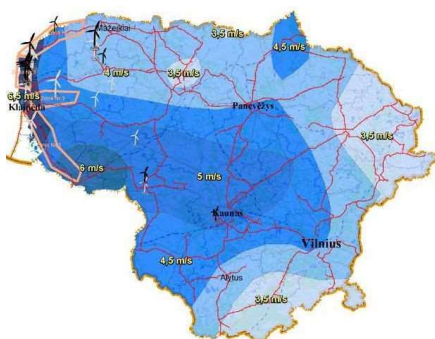 3,5 m/s
Mažeikiai
4,5 m/s
4 m/s
3,5 m/s
6,5 m/s
Klaipėda
Panevėžys
3,5 m/s
6 m/s
5 m/s
Kaunas
Vilnius
4,5 m/s
Alytus
3,5 m/s